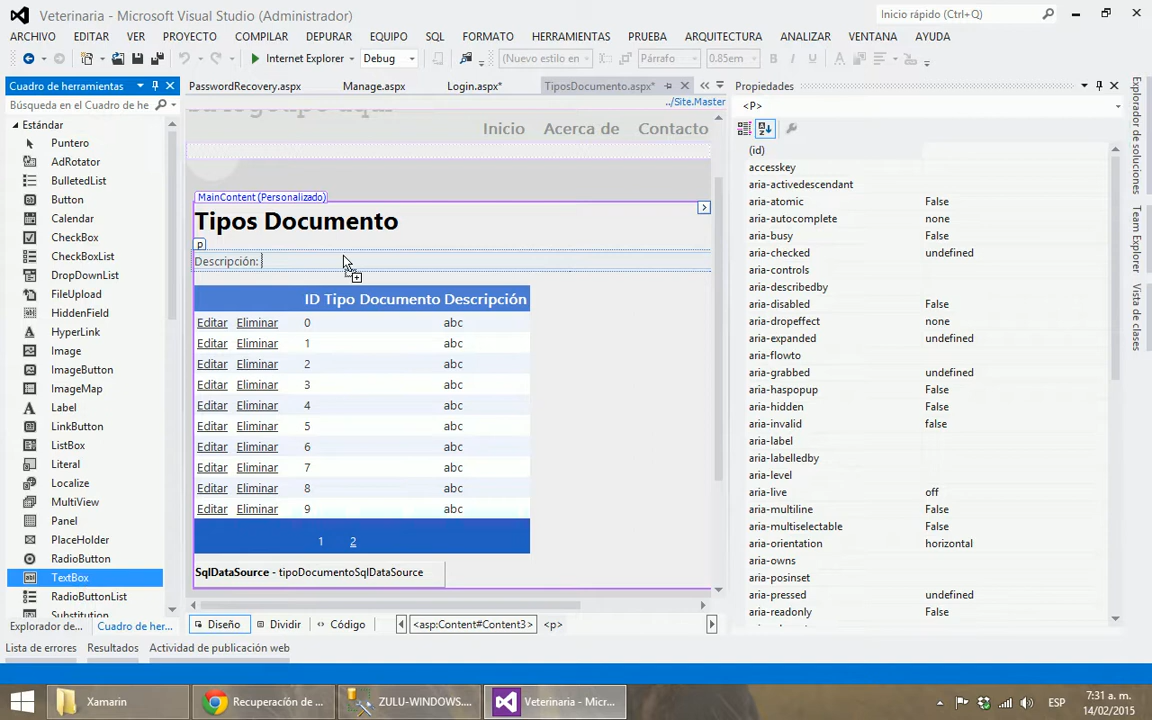 Veterinaria - Microsoft Visual Studio (Administrador)
Inicio rápido (Ctrl+Q)
ARCHIVO EDITAR VER PROYECTO COMPILAR DEPURAR EQUIPO SQL FORMATO HERRAMIENTAS PRUEBA ARQUITECTURA ANALIZAR VENTANA AYUDA
Internet Explorer Debug (Nuevo estilo en Párrafo 0.85em
Cuadro de herramientas
PasswordRecovery.aspx Manage.aspx Login.aspx* TiposDocumento.aspx*
Propiedades
Búsqueda en el Cuadro de he
../Site.Master
<P>
Estándar
Puntero
AdRotator
BulletedList
Button
Calendar
CheckBox
CheckBoxList
DropDownList
FileUpload
HiddenField
HyperLink
Image
ImageButton
ImageMap
Label
LinkButton
ListBox
Literal
Localize
MultiView
Panel
PlaceHolder
RadioButton
TextBox
RadioButtonList
Substitution
Explorador de...
Cuadro de her...
su logotipo aquí
Inicio Acerca de Contacto
MainContent (Personalizado)
Tipos Documento
p
Descripción:
ID Tipo Documento Descripción
Editar Eliminar 0 abc
Editar Eliminar 1 abc
Editar Eliminar 2 abc
Editar Eliminar 3 abc
Editar Eliminar 4 abc
Editar Eliminar 5 abc
Editar Eliminar 6 abc
Editar Eliminar 7 abc
Editar Eliminar 8 abc
Editar Eliminar 9 abc
1 2
SqlDataSource - tipoDocumentoSqlDataSource
Diseño Dividir Código <asp:Content#Content3> <p>
(id)
accesskey
aria-activedescendant
aria-atomic False
aria-autocomplete none
aria-busy False
aria-checked undefined
aria-controls
aria-describedby
aria-disabled False
aria-dropeffect none
aria-expanded undefined
aria-flowto
aria-grabbed undefined
aria-haspopup False
aria-hidden False
aria-invalid false
aria-label
aria-labelledby
aria-level
aria-live off
aria-multiline False
aria-multiselectable False
aria-orientation horizontal
aria-owns
aria-posinset
aria-pressed undefined
aria-readonly False
Explorador de soluciones
Team Explorer
Vista de clases
Lista de errores Resultados Actividad de publicación web
Xamarin Recuperación de ZULU-WINDOWS.... Veterinaria - Micr...
ESP
7:31 a. m.
14/02/2015